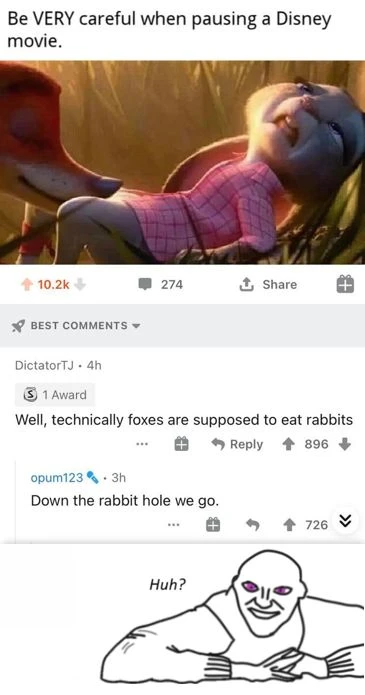 Be VERY careful when pausing a Disney
movie.
10.2k 274 Share
BEST COMMENTS
DictatorTJ • 4h
S 1 Award
Well, technically foxes are supposed to eat rabbits
... Reply 896
opum123 • 3h
Down the rabbit hole we go.
... 726
Huh?